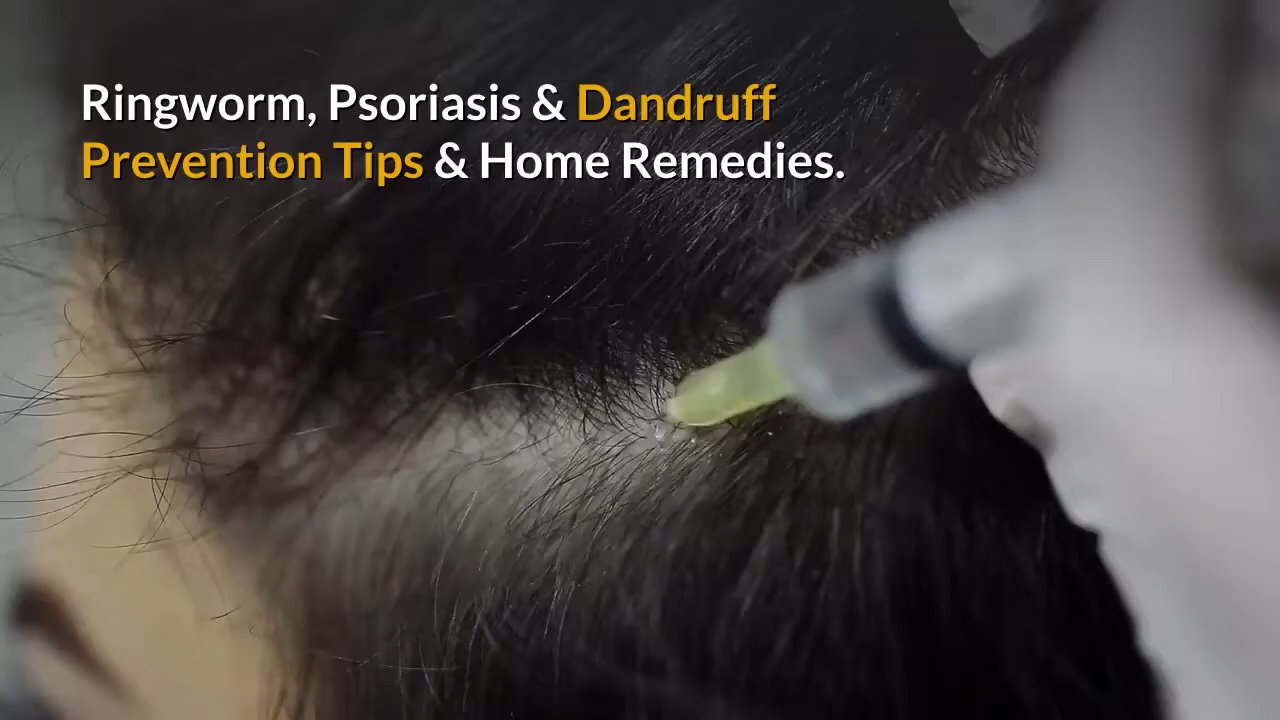 Ringworm, Psoriasis & Dandruff
Prevention Tips & Home Remedies.